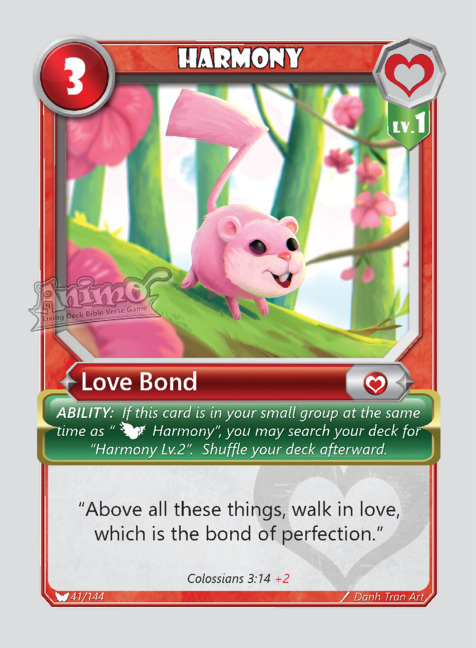 HARMONY
3
LV.1
Animo
Living Deck Bible Verse Game
Love Bond
ABILITY: If this card is in your small group at the same
time as " Harmony", you may search your deck for
"Harmony Lv.2". Shuffle your deck afterward.
“Above all these things, walk in love,
which is the bond of perfection.”
Colossians 3:14 +2
41/144
Danh Tran Art